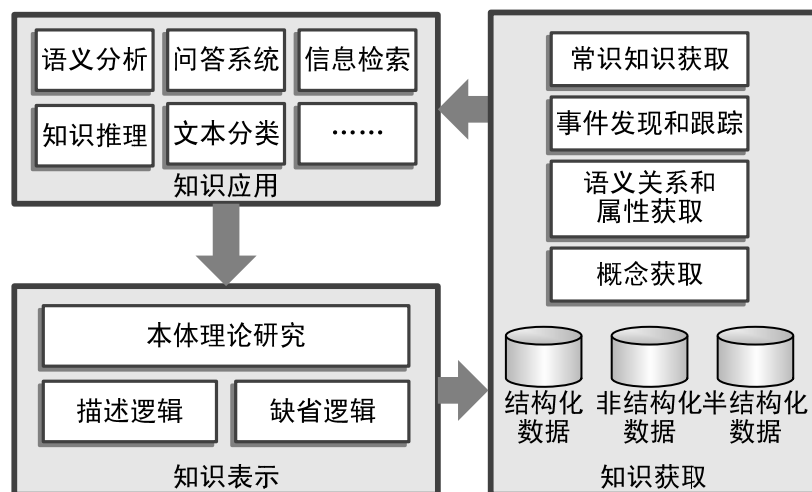 语义分析
问答系统
信息检索
知识推理
文本分类
……
知识应用
本体理论研究
描述逻辑
缺省逻辑
知识表示
常识知识获取
事件发现和跟踪
语义关系和
属性获取
概念获取
结构化
数据
非结构化
数据
半结构化
数据
知识获取